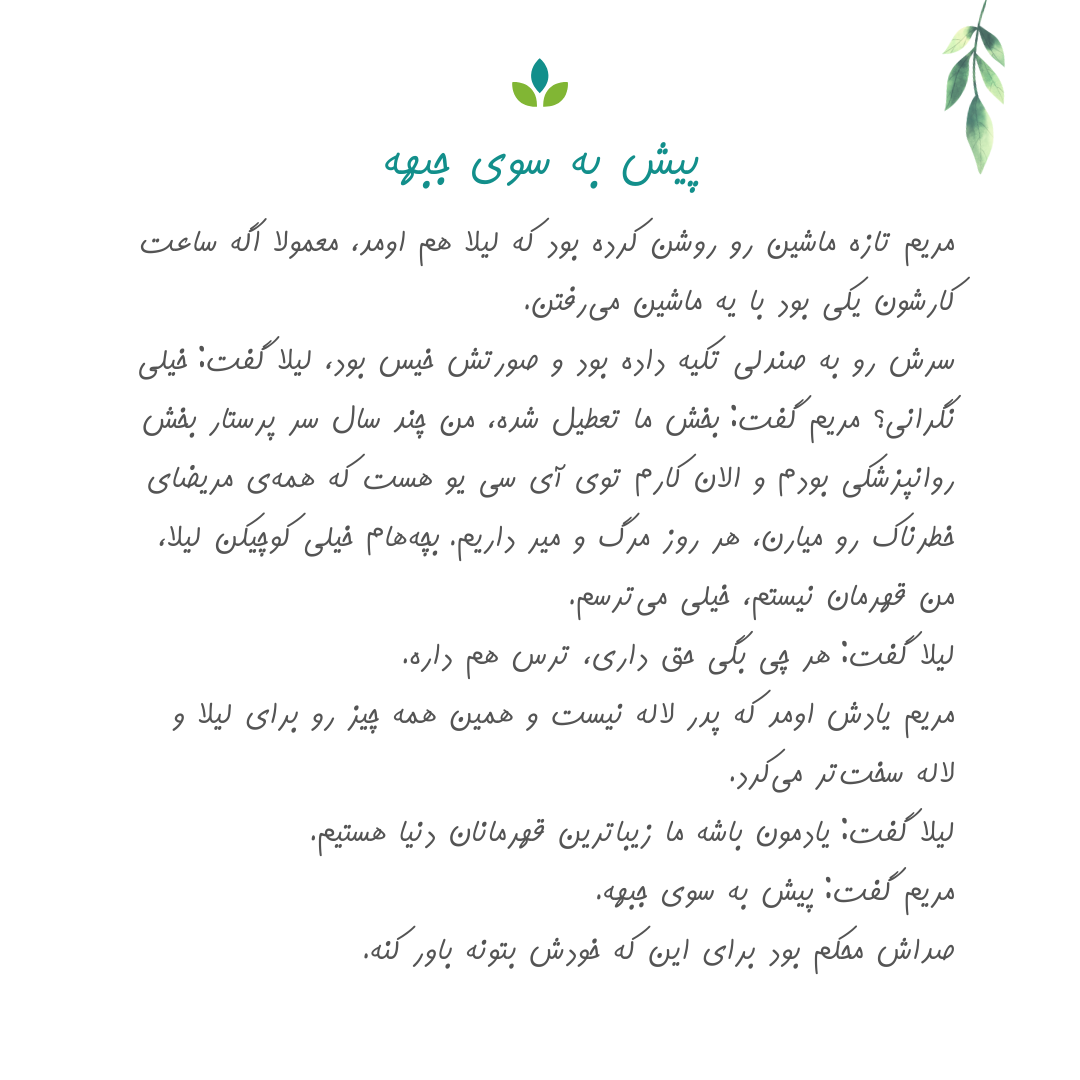 پیش به سوی جبهه
مریم تازه ماشین رو روشن کرده بود که لیلا هم اومد، معمولا اگه ساعت
کارشون یکی بود با یه ماشین می‌رفتن.
سرش رو به صندلی تکیه داده بود و صورتش خیس بود، لیلا گفت: خیلی
نگرانی؟ مریم گفت: بخش ما تعطیل شده، من چند سال سر پرستار بخش
روانپزشکی بودم و الان کارم توی آی سی یو هست که همه‌ی مریضای
خطرناک رو میارن، هر روز مرگ و میر داریم. بچه‌هام خیلی کوچیکن لیلا،
من قهرمان نیستم، خیلی می‌ترسم.
لیلا گفت: هر چی بگی حق داری، ترس هم داره.
مریم یادش اومد که پدر لاله نیست و همین همه چیز رو برای لیلا و
لاله سخت‌تر می‌کرد.
لیلا گفت: یادمون باشه ما زیباترین قهرمانان دنیا هستیم.
مریم گفت: پیش به سوی جبهه.
صداش محکم بود برای این که خودش بتونه باور کنه.